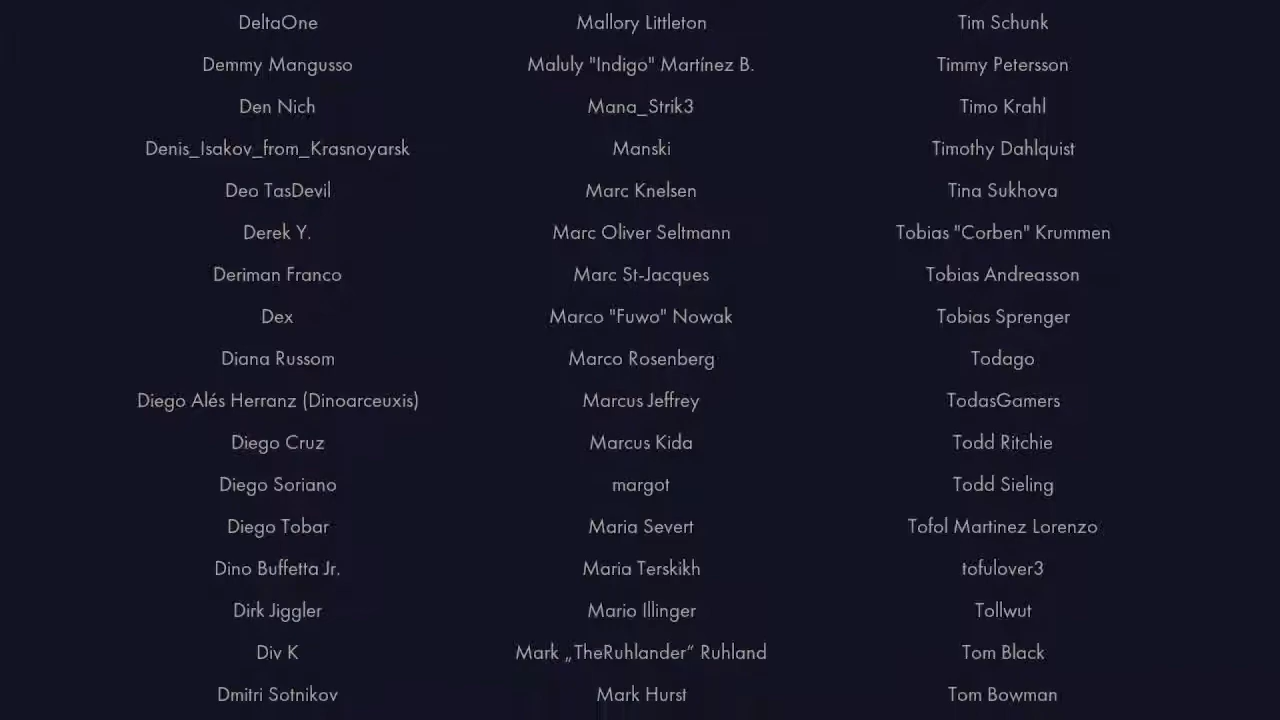 DeltaOne
Demmy Mangusso
Den Nich
Denis_Isakov_from_Krasnoyarsk
Deo TasDevil
Derek Y.
Deriman Franco
Dex
Diana Russom
Diego Alés Herranz (Dinoarceuxis)
Diego Cruz
Diego Soriano
Diego Tobar
Dino Buffetta Jr.
Dirk Jiggler
Div K
Dmitri Sotnikov
Mallory Littleton
Maluly "Indigo" Martínez B.
Mana_Strik3
Manski
Marc Knelsen
Marc Oliver Seltmann
Marc St-Jacques
Marco "Fuwo" Nowak
Marco Rosenberg
Marcus Jeffrey
Marcus Kida
margot
Maria Severt
Maria Terskikh
Mario Illinger
Mark „TheRuhlander“ Ruhland
Mark Hurst
Tim Schunk
Timmy Petersson
Timo Krahl
Timothy Dahlquist
Tina Sukhova
Tobias "Corben" Krummen
Tobias Andreasson
Tobias Sprenger
Todago
TodasGamers
Todd Ritchie
Todd Sieling
Tofol Martinez Lorenzo
tofulover3
Tollwut
Tom Black
Tom Bowman